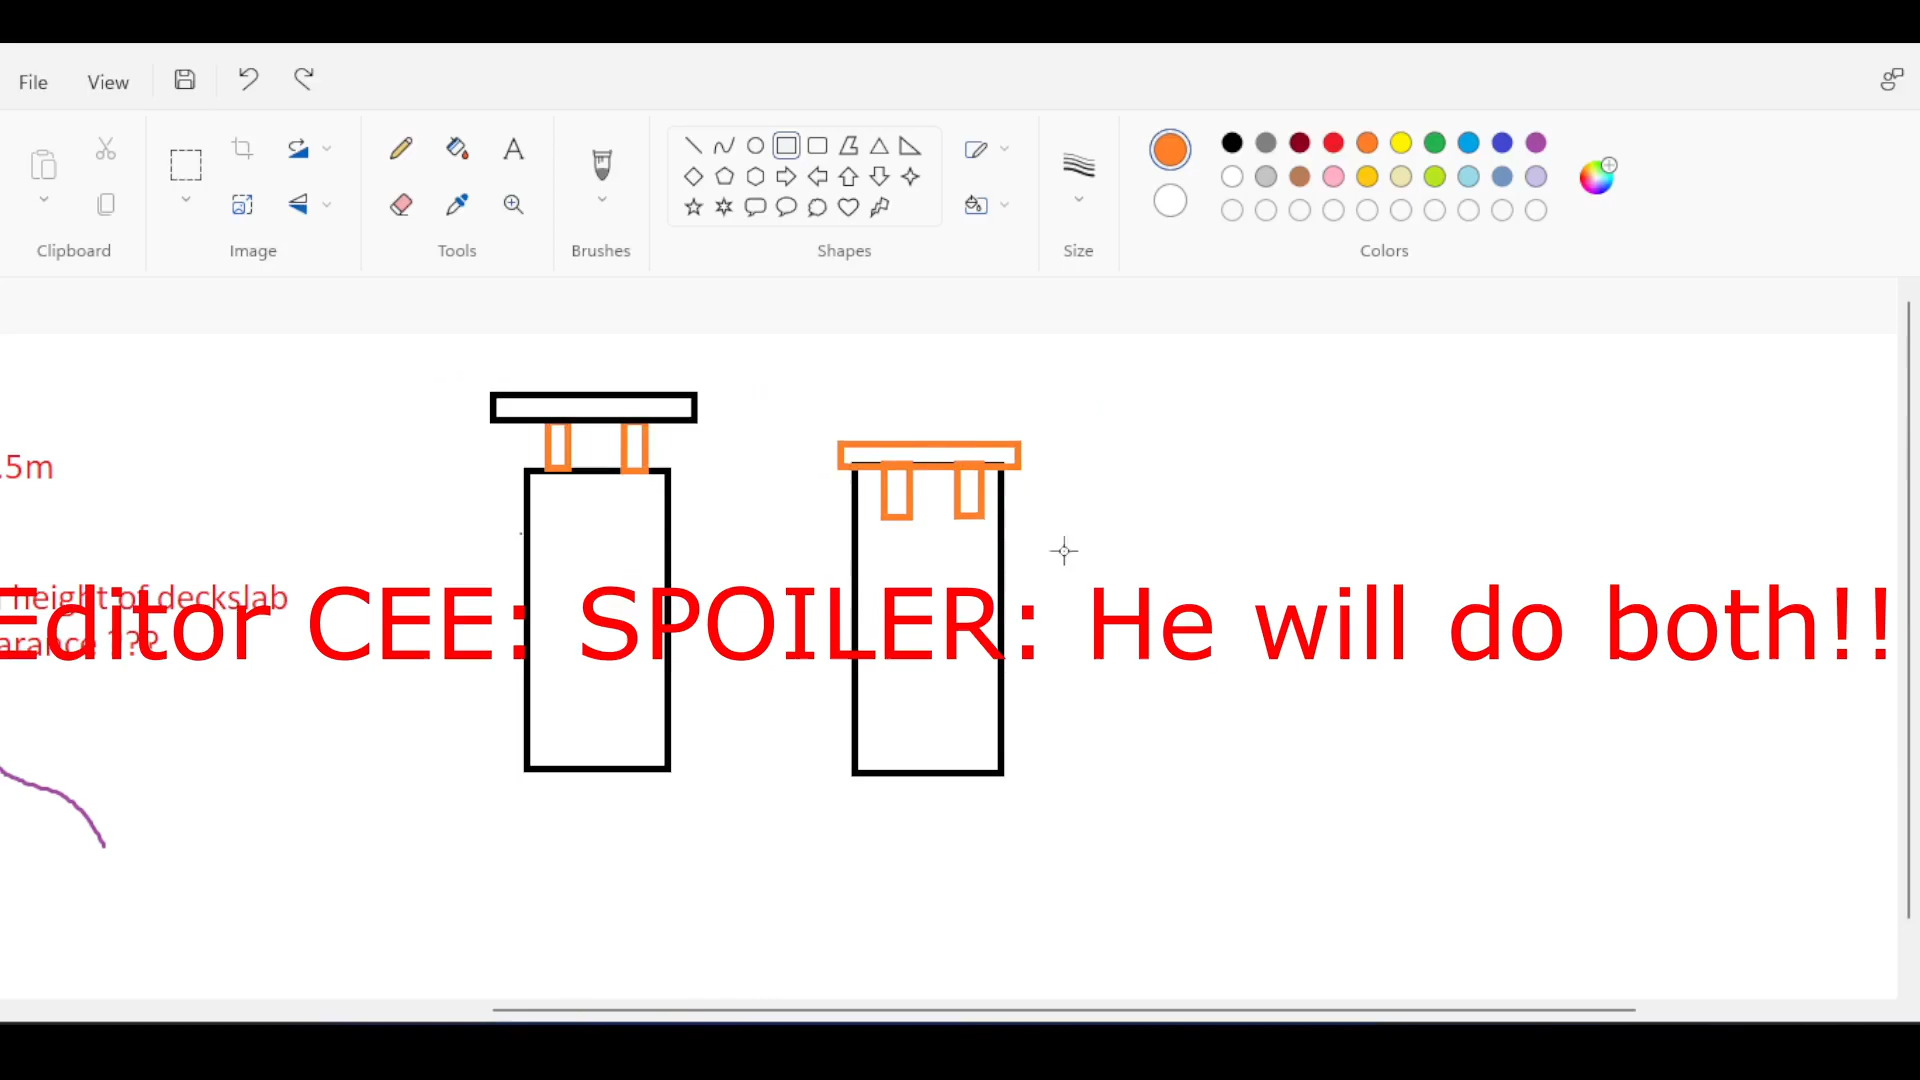 File View
Clipboard Image Tools Brushes Shapes Size Colors
.5m
height of deckslab
Editor CEE: SPOILER: He will do both!!
arance ???